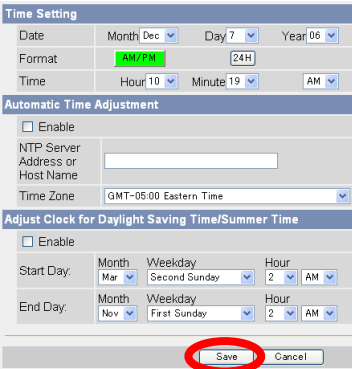 Time Setting
Date Month Dec Day 7 Year 06
Format AM/PM 24H
Time Hour 10 Minute 19 AM
Automatic Time Adjustment
Enable
NTP Server
Address or
Host Name
Time Zone GMT-05:00 Eastern Time
Adjust Clock for Daylight Saving Time/Summer Time
Enable
Month Weekday Hour
Start Day: Mar Second Sunday 2 AM
Month Weekday Hour
End Day: Nov First Sunday 2 AM
Save Cancel